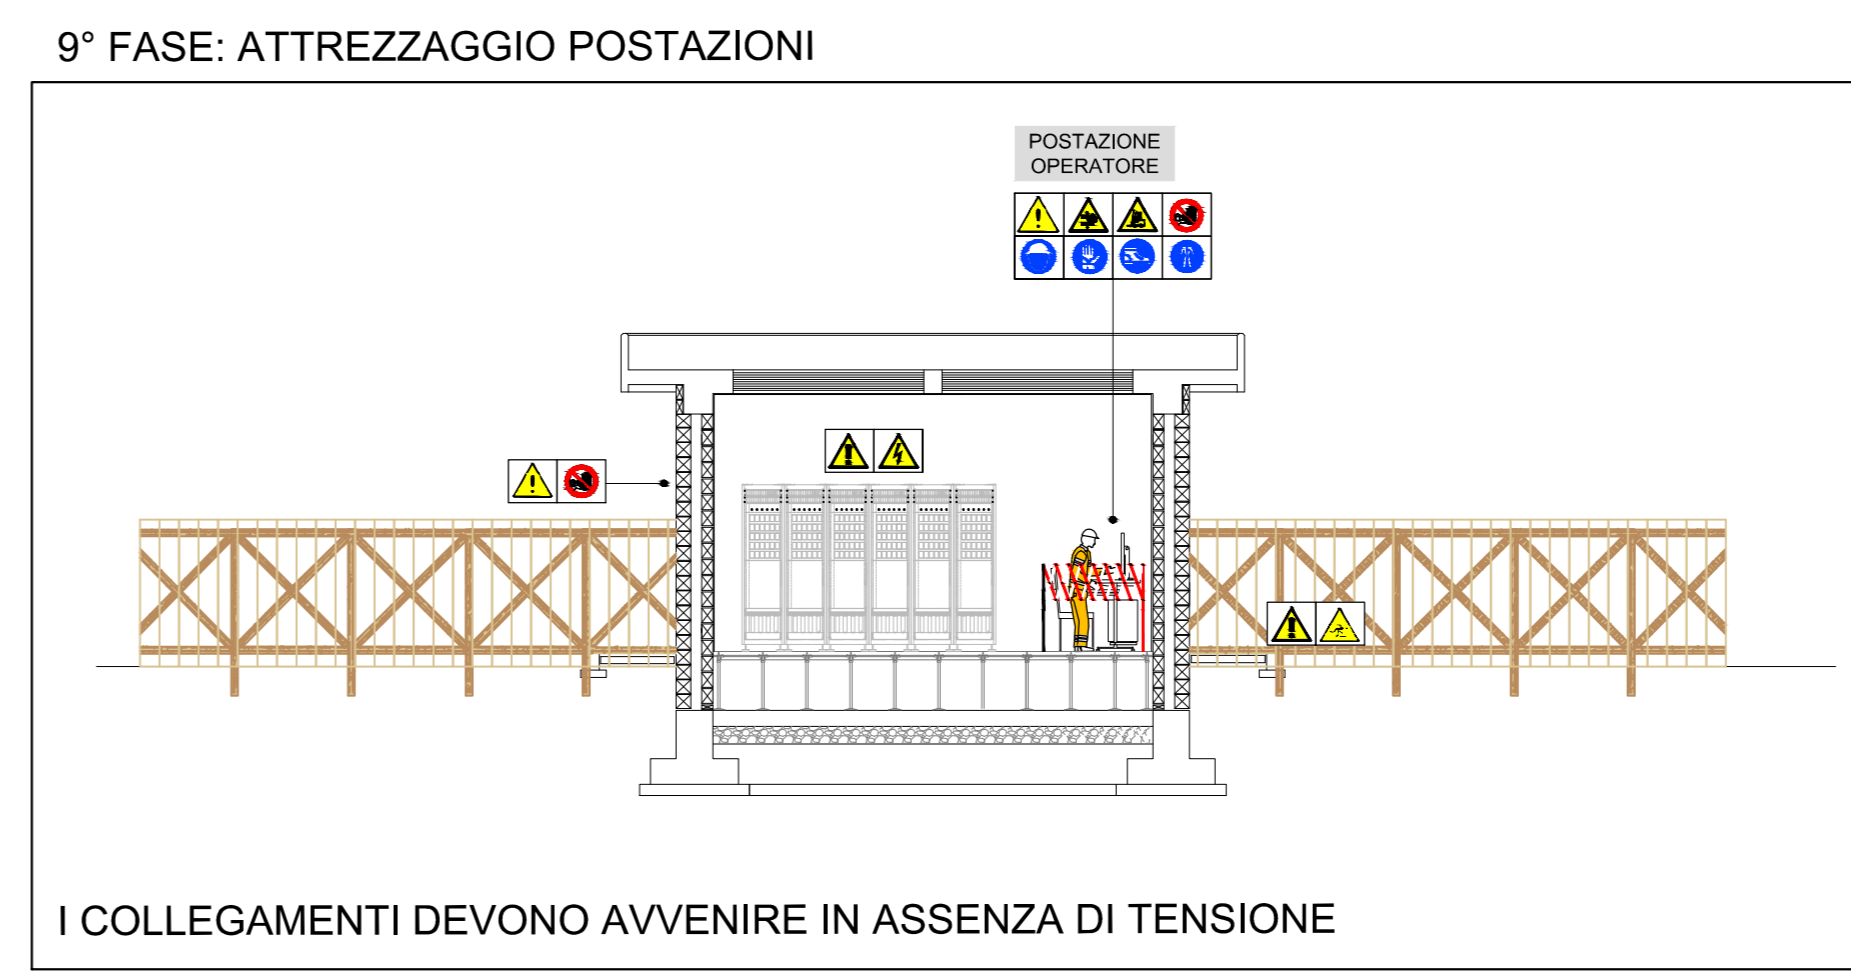 9° FASE: ATTREZZAGGIO POSTAZIONI
POSTAZIONE
OPERATORE
I COLLEGAMENTI DEVONO AVVENIRE IN ASSENZA DI TENSIONE